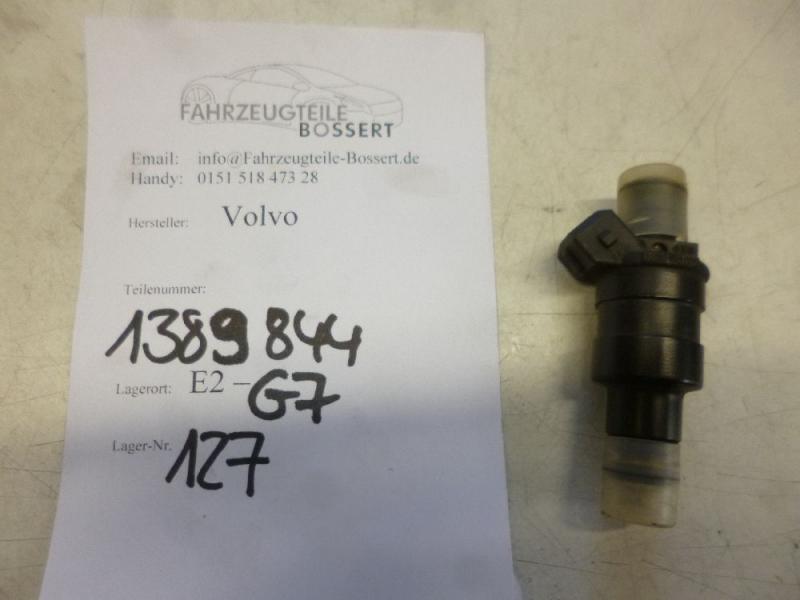 FAHRZEUGTEILE
BOSSERT
Email: info@Fahrzeugteile-Bossert.de
Handy: 0151 518 473 28
Hersteller: Volvo
Teilenummer:
1389844
Lagerort: E2 – G7
Lager-Nr. 127